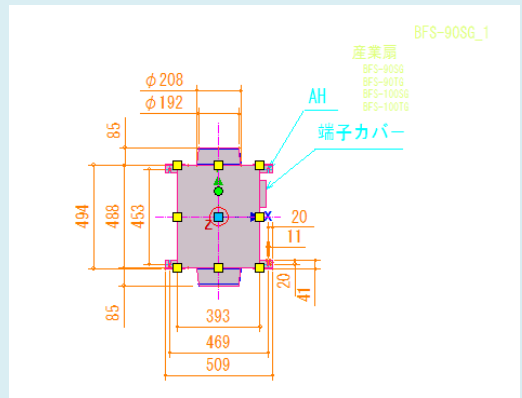 BFS-90SG_1
産業扇
BFS-90SG
BFS-90TG
BFS-100SG
BFS-100TG
φ208
φ192
AH
端子カバー
85
494
488
453
Z
X
20
11
20
41
85
393
469
509